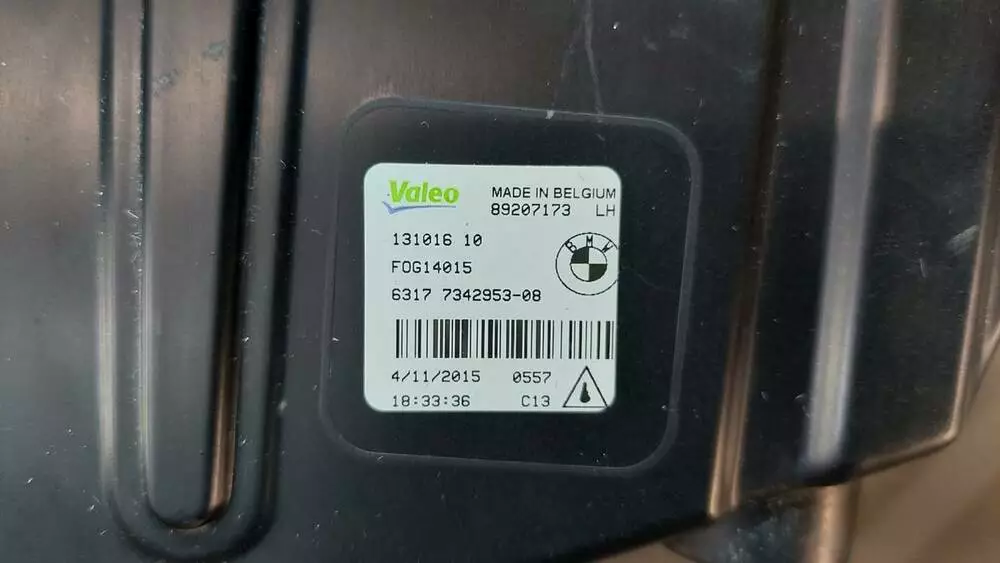 Valeo
MADE IN BELGIUM
89207173 LH
131016 10
BMW
FOG14015
6317 7342953-08
4/11/2015 0557
18:33:36 C13